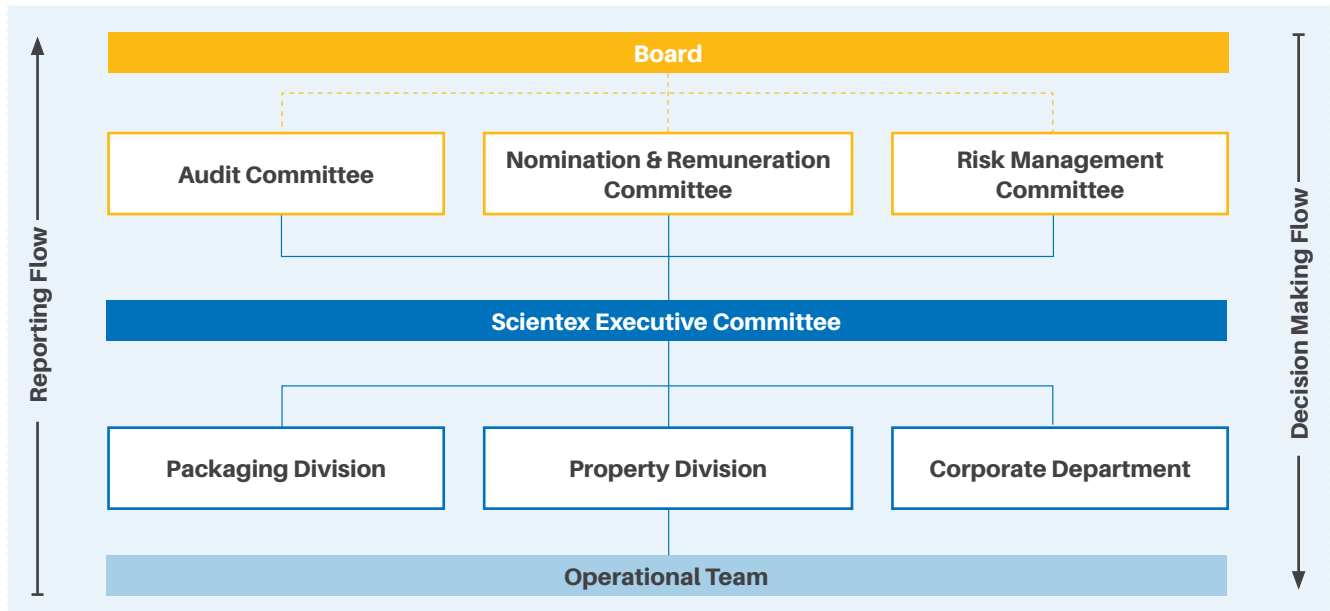 Board
Audit Committee
Nomination & Remuneration
Committee
Risk Management
Committee
Reporting Flow
Decision Making Flow
Scientex Executive Committee
Packaging Division
Property Division
Corporate Department
Operational Team